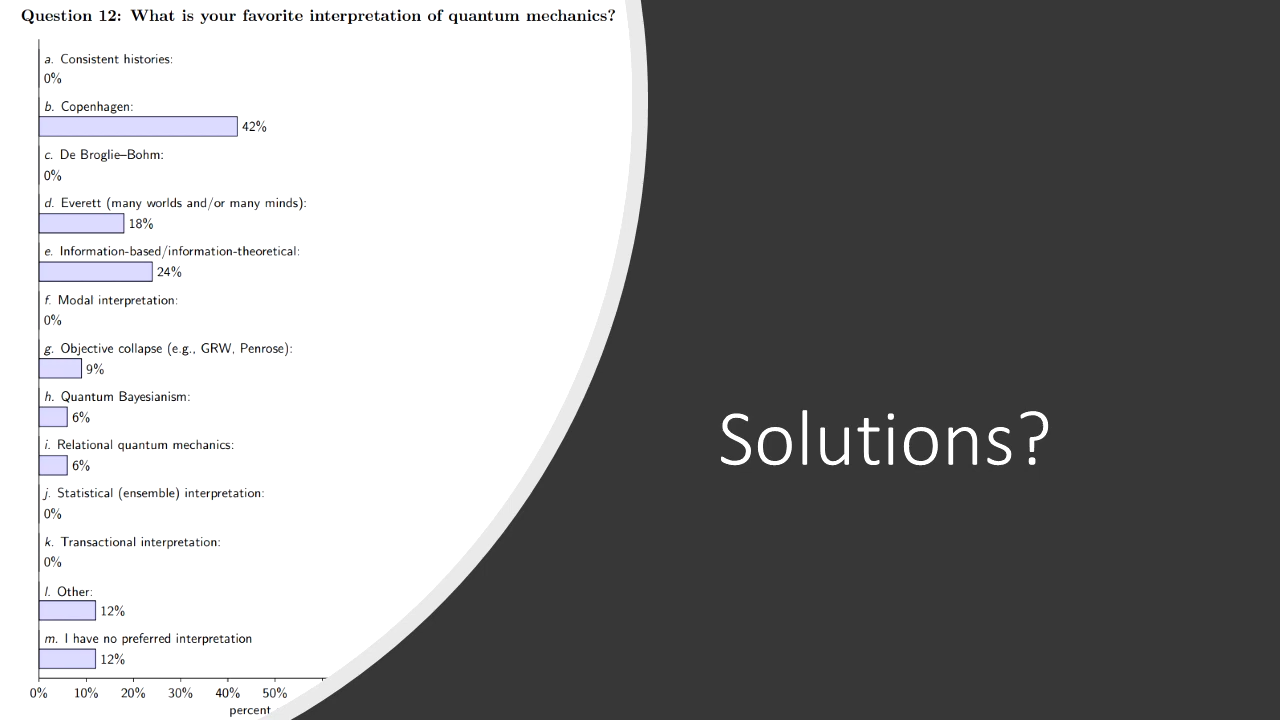 Question 12: What is your favorite interpretation of quantum mechanics?
a. Consistent histories:
0%
b. Copenhagen:
42%
c. De Broglie–Bohm:
0%
d. Everett (many worlds and/or many minds):
18%
e. Information-based/information-theoretical:
24%
f. Modal interpretation:
0%
g. Objective collapse (e.g., GRW, Penrose):
9%
h. Quantum Bayesianism:
6%
i. Relational quantum mechanics:
6%
j. Statistical (ensemble) interpretation:
0%
k. Transactional interpretation:
0%
l. Other:
12%
m. I have no preferred interpretation
12%
0% 10% 20% 30% 40% 50%
percent
Solutions?